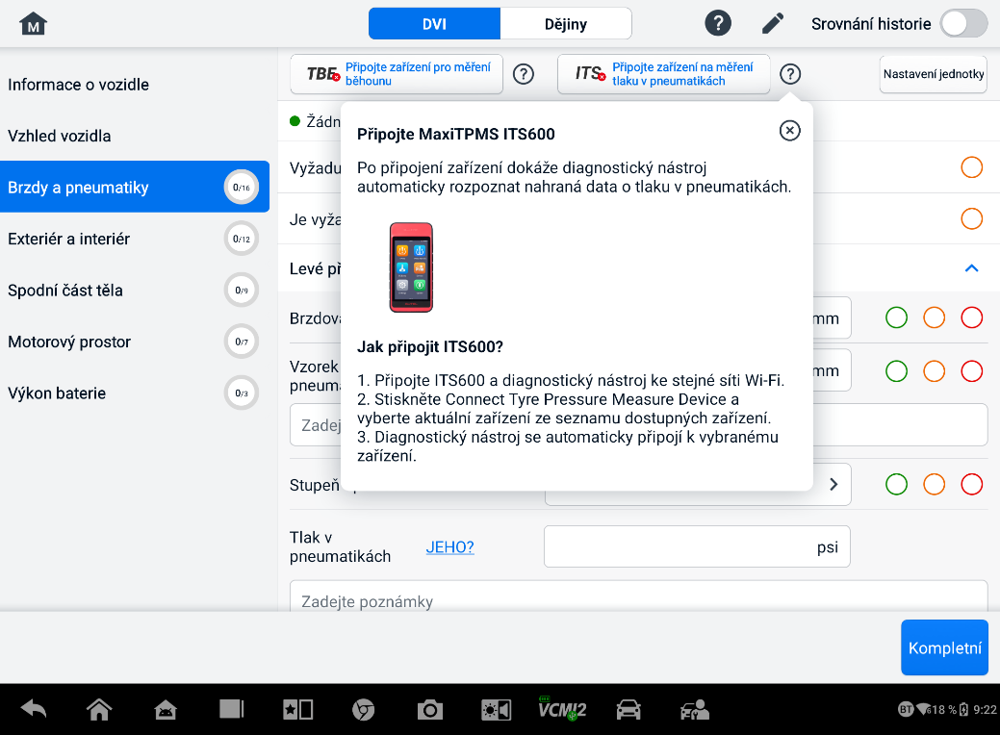 M
DVI
Dějiny
?
Srovnání historie
Informace o vozidle
Vzhled vozidla
Brzdy a pneumatiky
0/16
Exteriér a interiér
0/12
Spodní část těla
0/9
Motorový prostor
0/7
Výkon baterie
0/3
TBE
Připojte zařízení pro měření
běhounu
?
ITS
Připojte zařízení na měření
tlaku v pneumatikách
?
Nastavení jednotky
Žádn
Vyžadu
Je vyža
Levé př
Brzdova
mm
Vzorek
pneuma
mm
Zadej
Stupeň
Připojte MaxiTPMS ITS600
Po připojení zařízení dokáže diagnostický nástroj
automaticky rozpoznat nahraná data o tlaku v pneumatikách.
Jak připojit ITS600?
1. Připojte ITS600 a diagnostický nástroj ke stejné síti Wi-Fi.
2. Stiskněte Connect Tyre Pressure Measure Device a
vyberte aktuální zařízení ze seznamu dostupných zařízení.
3. Diagnostický nástroj se automaticky připojí k vybranému
zařízení.
Tlak v
pneumatikách
JEHO?
psi
Zadejte poznámky
Kompletní
VCMI2
BT
18 %
9:22